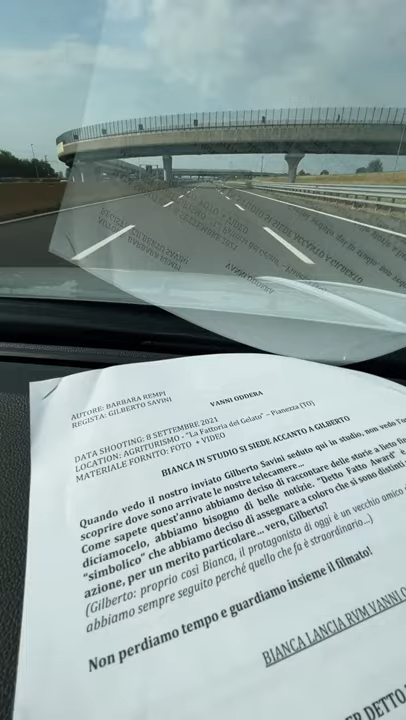 VANNI ODDERA
AUTORE: BARBARA REMPI
REGISTA: GILBERTO SAVINI
DATA SHOOTING: 8 SETTEMBRE 2021
LOCATION: AGRITURISMO - "La Fattoria del Gelato" - Pianezza (TO)
MATERIALE FORNITO: FOTO + VIDEO
BIANCA IN STUDIO SI SIEDE ACCANTO A GILBERTO
Quando vedo il nostro inviato Gilberto Savini seduto qui in studio, non vedo
scoprire dove sono arrivate le nostre telecamere...
Come sapete quest'anno abbiamo deciso di raccontare delle storie a lieto
diciamocelo, abbiamo bisogno di belle notizie. "Detto Fatto Award" è
"simbolico" che abbiamo deciso di assegnare a coloro che si sono distinti
azione, per un merito particolare... vero, Gilberto?
(Gilberto: proprio così Bianca, il protagonista di oggi è un vecchio amico
abbiamo sempre seguito perché quello che fa è straordinario...)
Non perdiamo tempo e guardiamo insieme il filmato!
BIANCA LANCIA RVM VANNI
DETTO